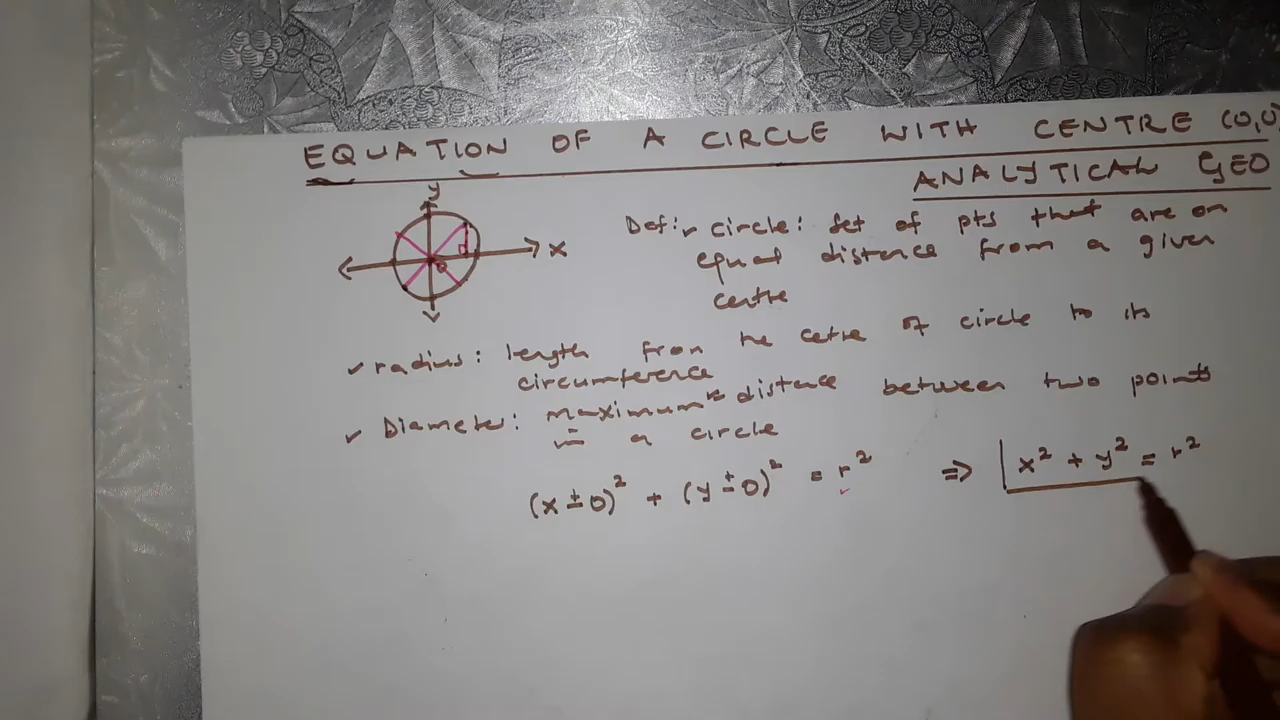 EQUATION OF A CIRCLE WITH CENTRE (0,0)
ANALYTICAL GEO
y
x
0
Def: circle: set of pts that are on
equal distance from a given
centre
radius: length from the cetre of circle to its
circumference
Diameter: maximum distance between two points
in a circle
(x ± 0)² + (y ± 0)² = r² ⇒ x² + y² = r²